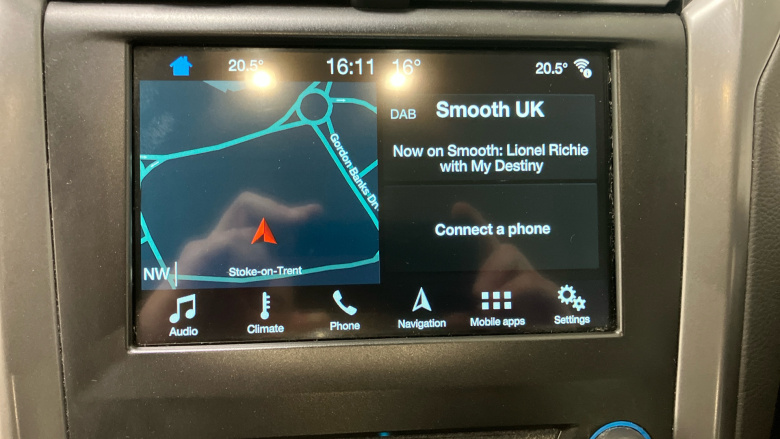 20.5° 16:11 16° 20.5°
Gordon Banks Dr.
NW
Stoke-on-Trent
DAB Smooth UK
Now on Smooth: Lionel Richie
with My Destiny
Connect a phone
Audio Climate Phone Navigation Mobile apps Settings